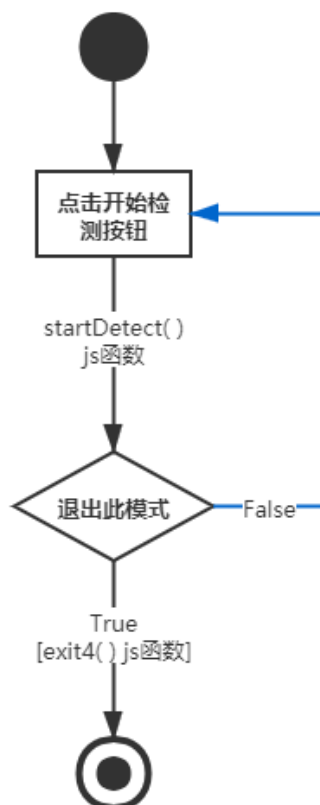 点击开始检
测按钮
startDetect( )
js函数
退出此模式
False
True
[exit4( ) js函数]